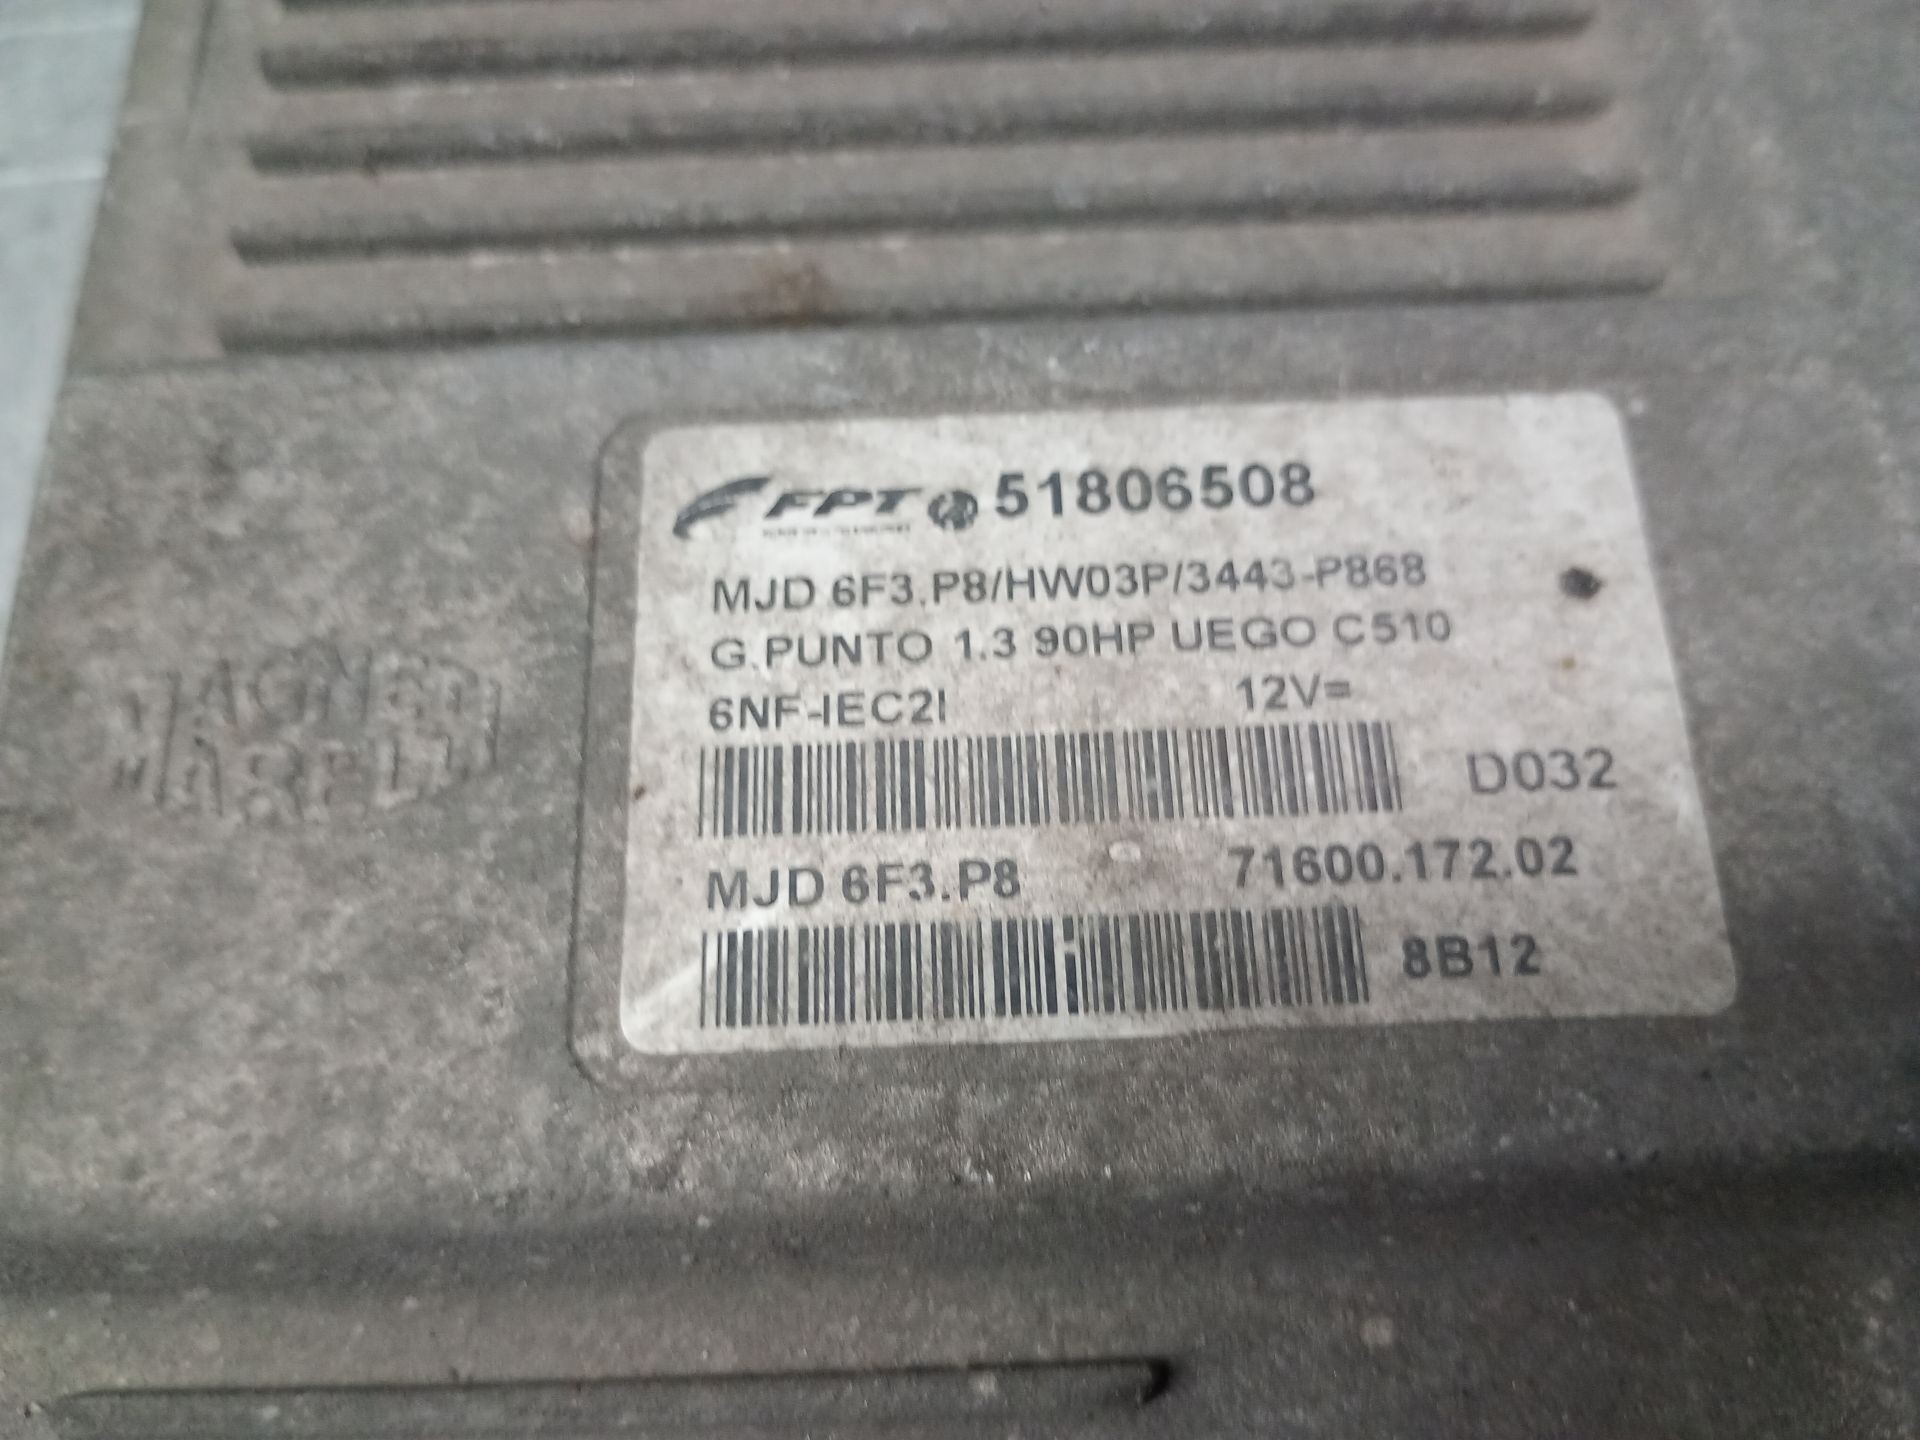 FPT 51806508
MJD 6F3.P8/HW03P/3443-P868
G.PUNTO 1.3 90HP UEGO C510
6NF-IEC2I 12V=
D032
MJD 6F3.P8 71600.172.02
8B12
MAGNETI
MARELLI